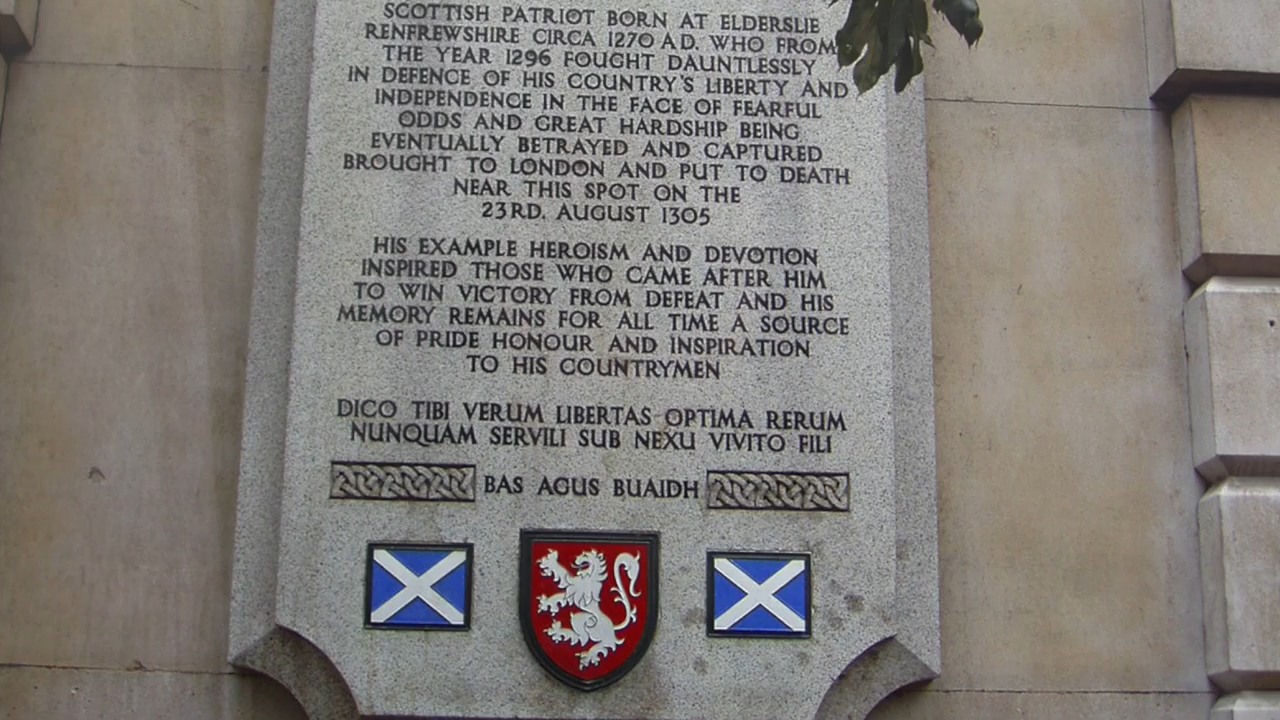 SCOTTISH PATRIOT BORN AT ELDERSLIE
RENFREWSHIRE CIRCA 1270 A.D. WHO FROM
THE YEAR 1296 FOUGHT DAUNTLESSLY
IN DEFENCE OF HIS COUNTRY'S LIBERTY AND
INDEPENDENCE IN THE FACE OF FEARFUL
ODDS AND GREAT HARDSHIP BEING
EVENTUALLY BETRAYED AND CAPTURED
BROUGHT TO LONDON AND PUT TO DEATH
NEAR THIS SPOT ON THE
23RD. AUGUST 1305
HIS EXAMPLE HEROISM AND DEVOTION
INSPIRED THOSE WHO CAME AFTER HIM
TO WIN VICTORY FROM DEFEAT AND HIS
MEMORY REMAINS FOR ALL TIME A SOURCE
OF PRIDE HONOUR AND INSPIRATION
TO HIS COUNTRYMEN
DICO TIBI VERUM LIBERTAS OPTIMA RERUM
NUNQUAM SERVILI SUB NEXU VIVITO FILI
BAS AGUS BUAIDH